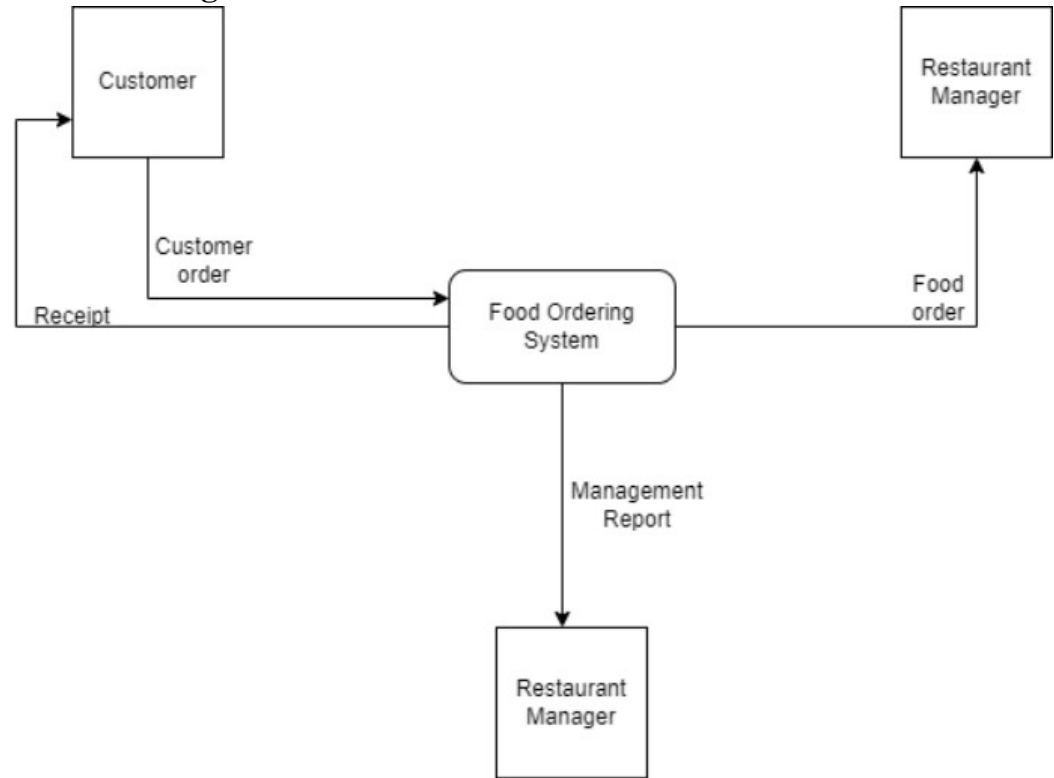 Customer
Restaurant
Manager
Customer
order
Receipt
Food Ordering
System
Food
order
Management
Report
Restaurant
Manager